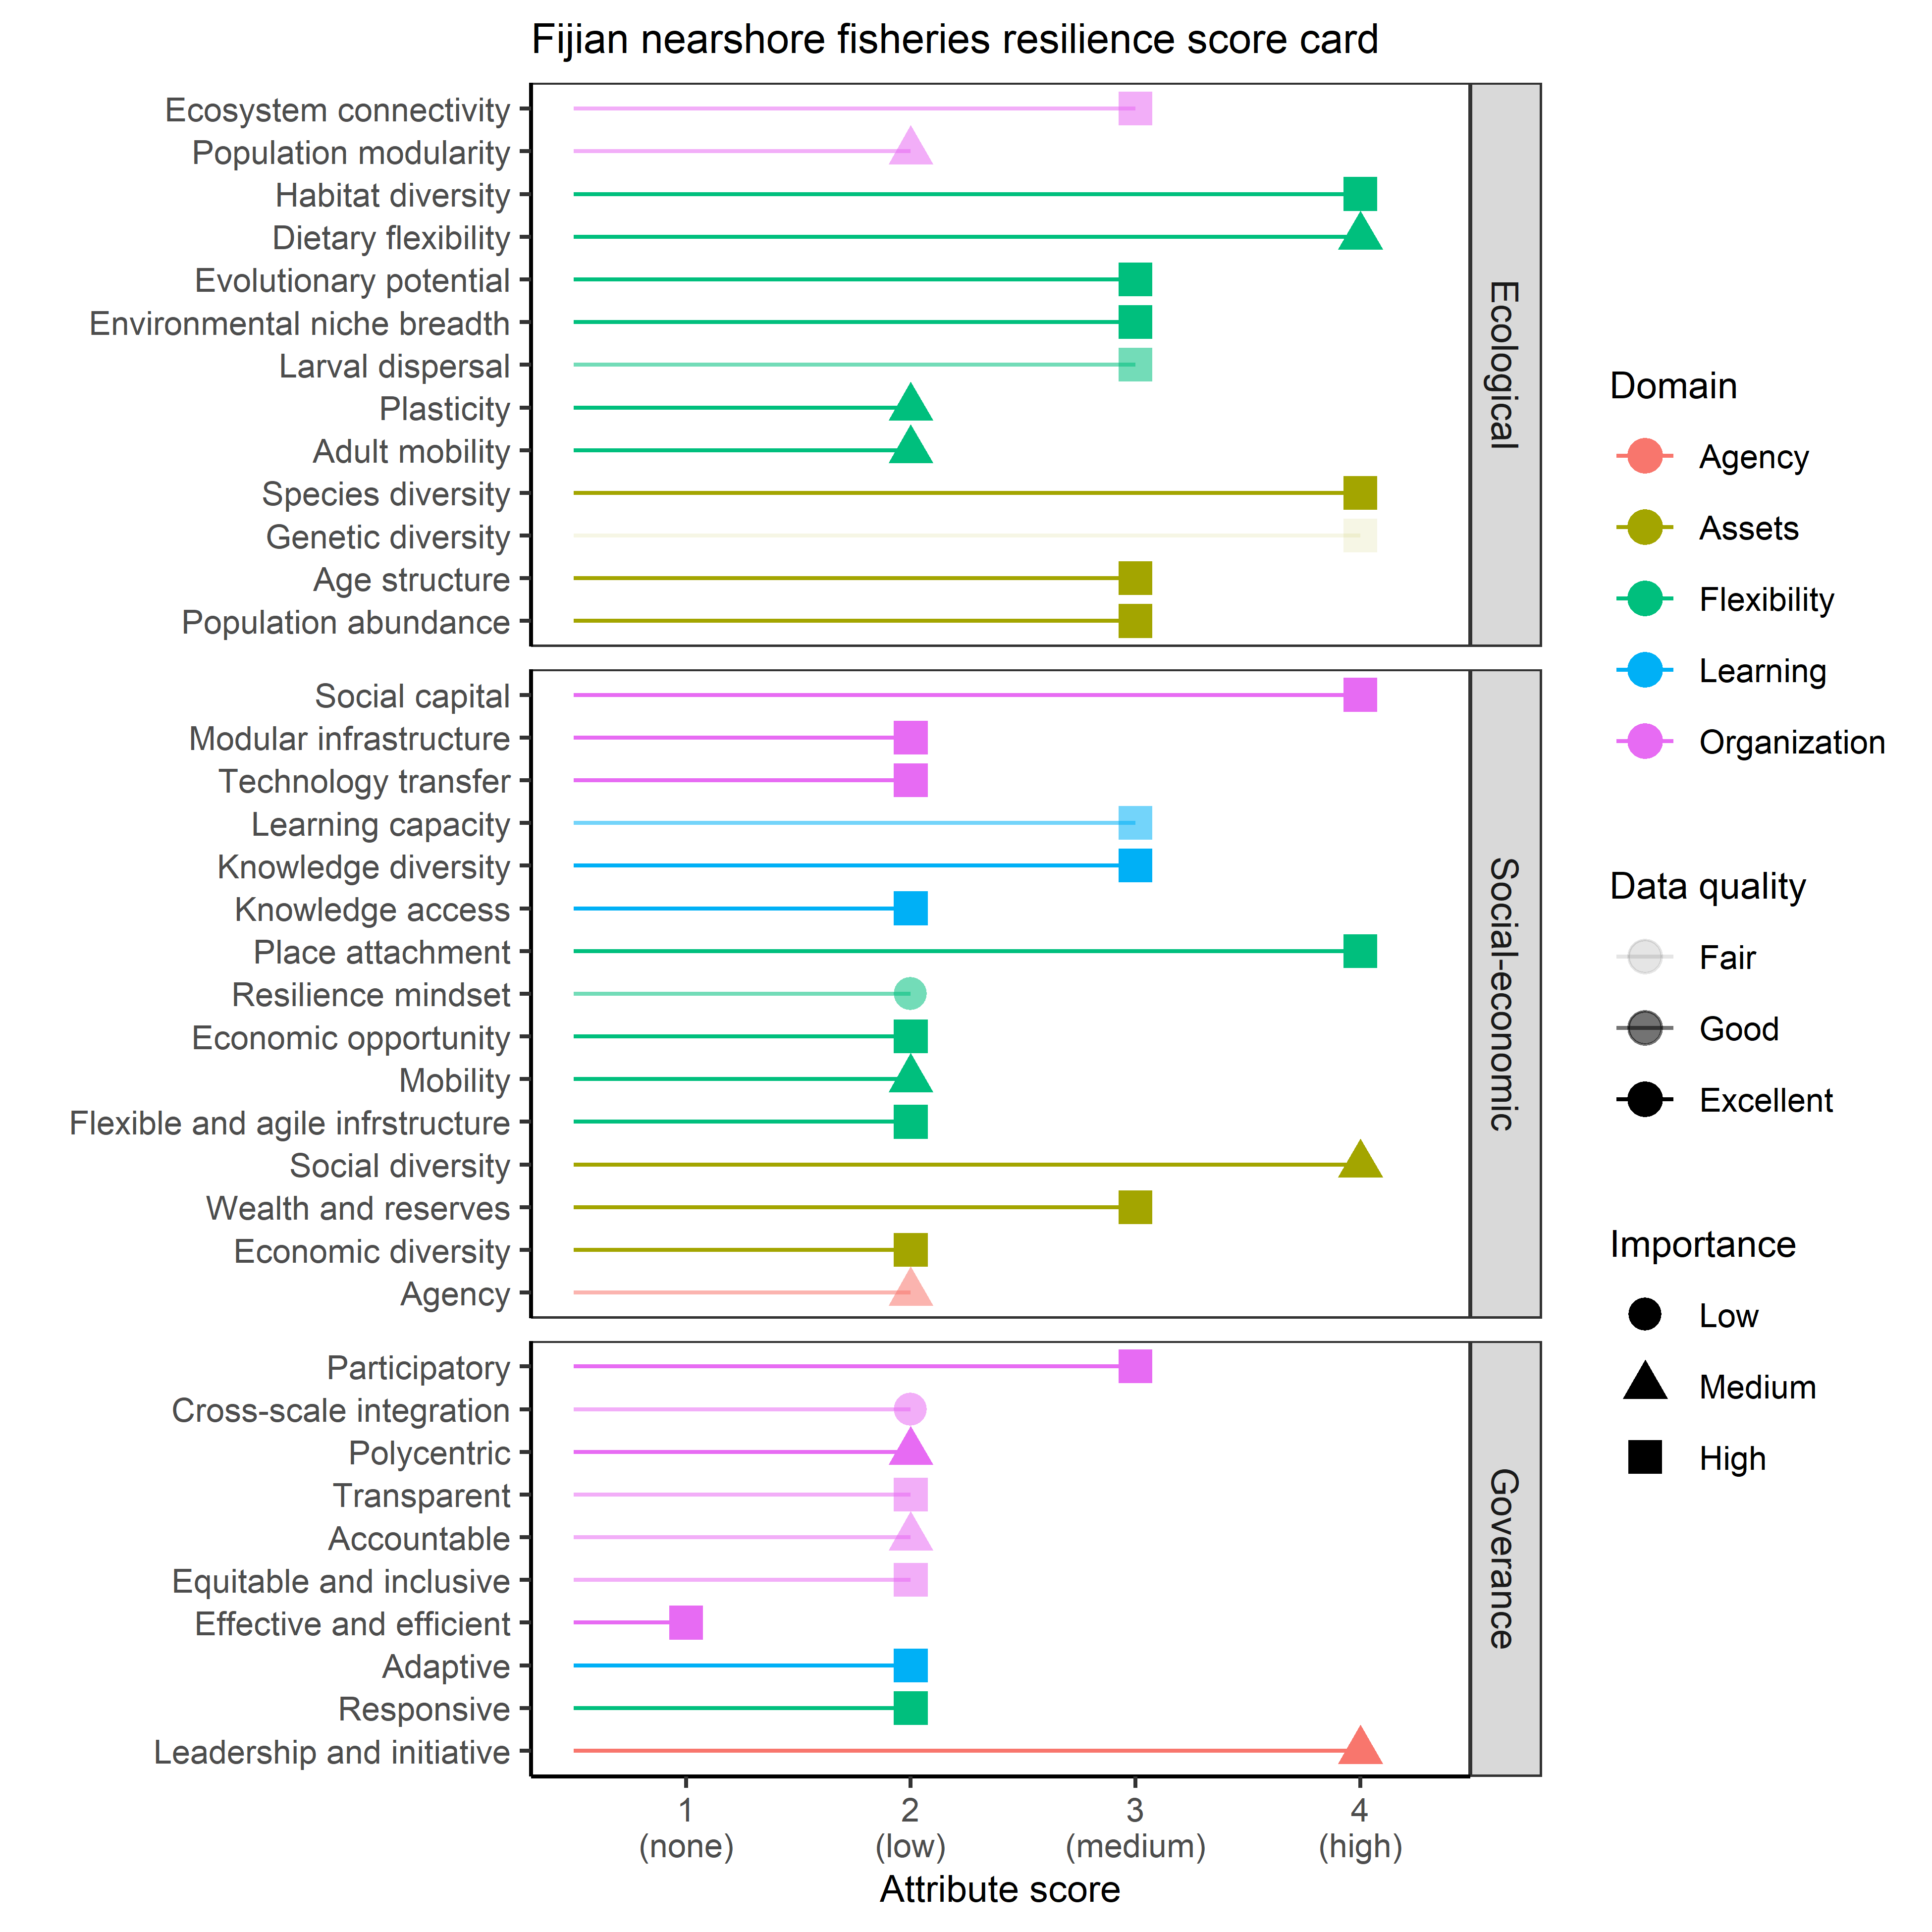 Fijian nearshore fisheries resilience score card
Ecosystem connectivity
Population modularity
Habitat diversity
Dietary flexibility
Evolutionary potential
Environmental niche breadth
Larval dispersal
Plasticity
Adult mobility
Species diversity
Genetic diversity
Age structure
Population abundance
Ecological
Social capital
Modular infrastructure
Technology transfer
Learning capacity
Knowledge diversity
Knowledge access
Place attachment
Resilience mindset
Economic opportunity
Mobility
Flexible and agile infrstructure
Social diversity
Wealth and reserves
Economic diversity
Agency
Social-economic
Participatory
Cross-scale integration
Polycentric
Transparent
Accountable
Equitable and inclusive
Effective and efficient
Adaptive
Responsive
Leadership and initiative
Goverance
1
(none)
2
(low)
3
(medium)
4
(high)
Attribute score
Domain
Agency
Assets
Flexibility
Learning
Organization
Data quality
Fair
Good
Excellent
Importance
Low
Medium
High